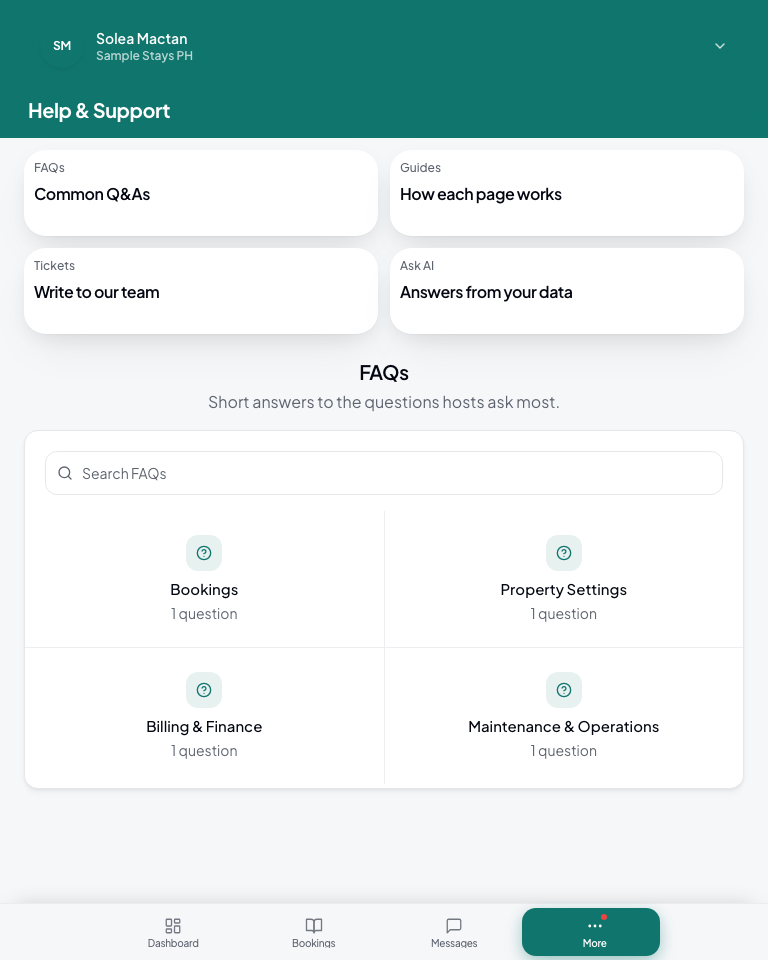 SM
Solea Mactan
Sample Stays PH
Help & Support
FAQs
Common Q&As
Guides
How each page works
Tickets
Write to our team
Ask AI
Answers from your data
FAQs
Short answers to the questions hosts ask most.
Search FAQs
Bookings
1 question
Property Settings
1 question
Billing & Finance
1 question
Maintenance & Operations
1 question
Dashboard
Bookings
Messages
More